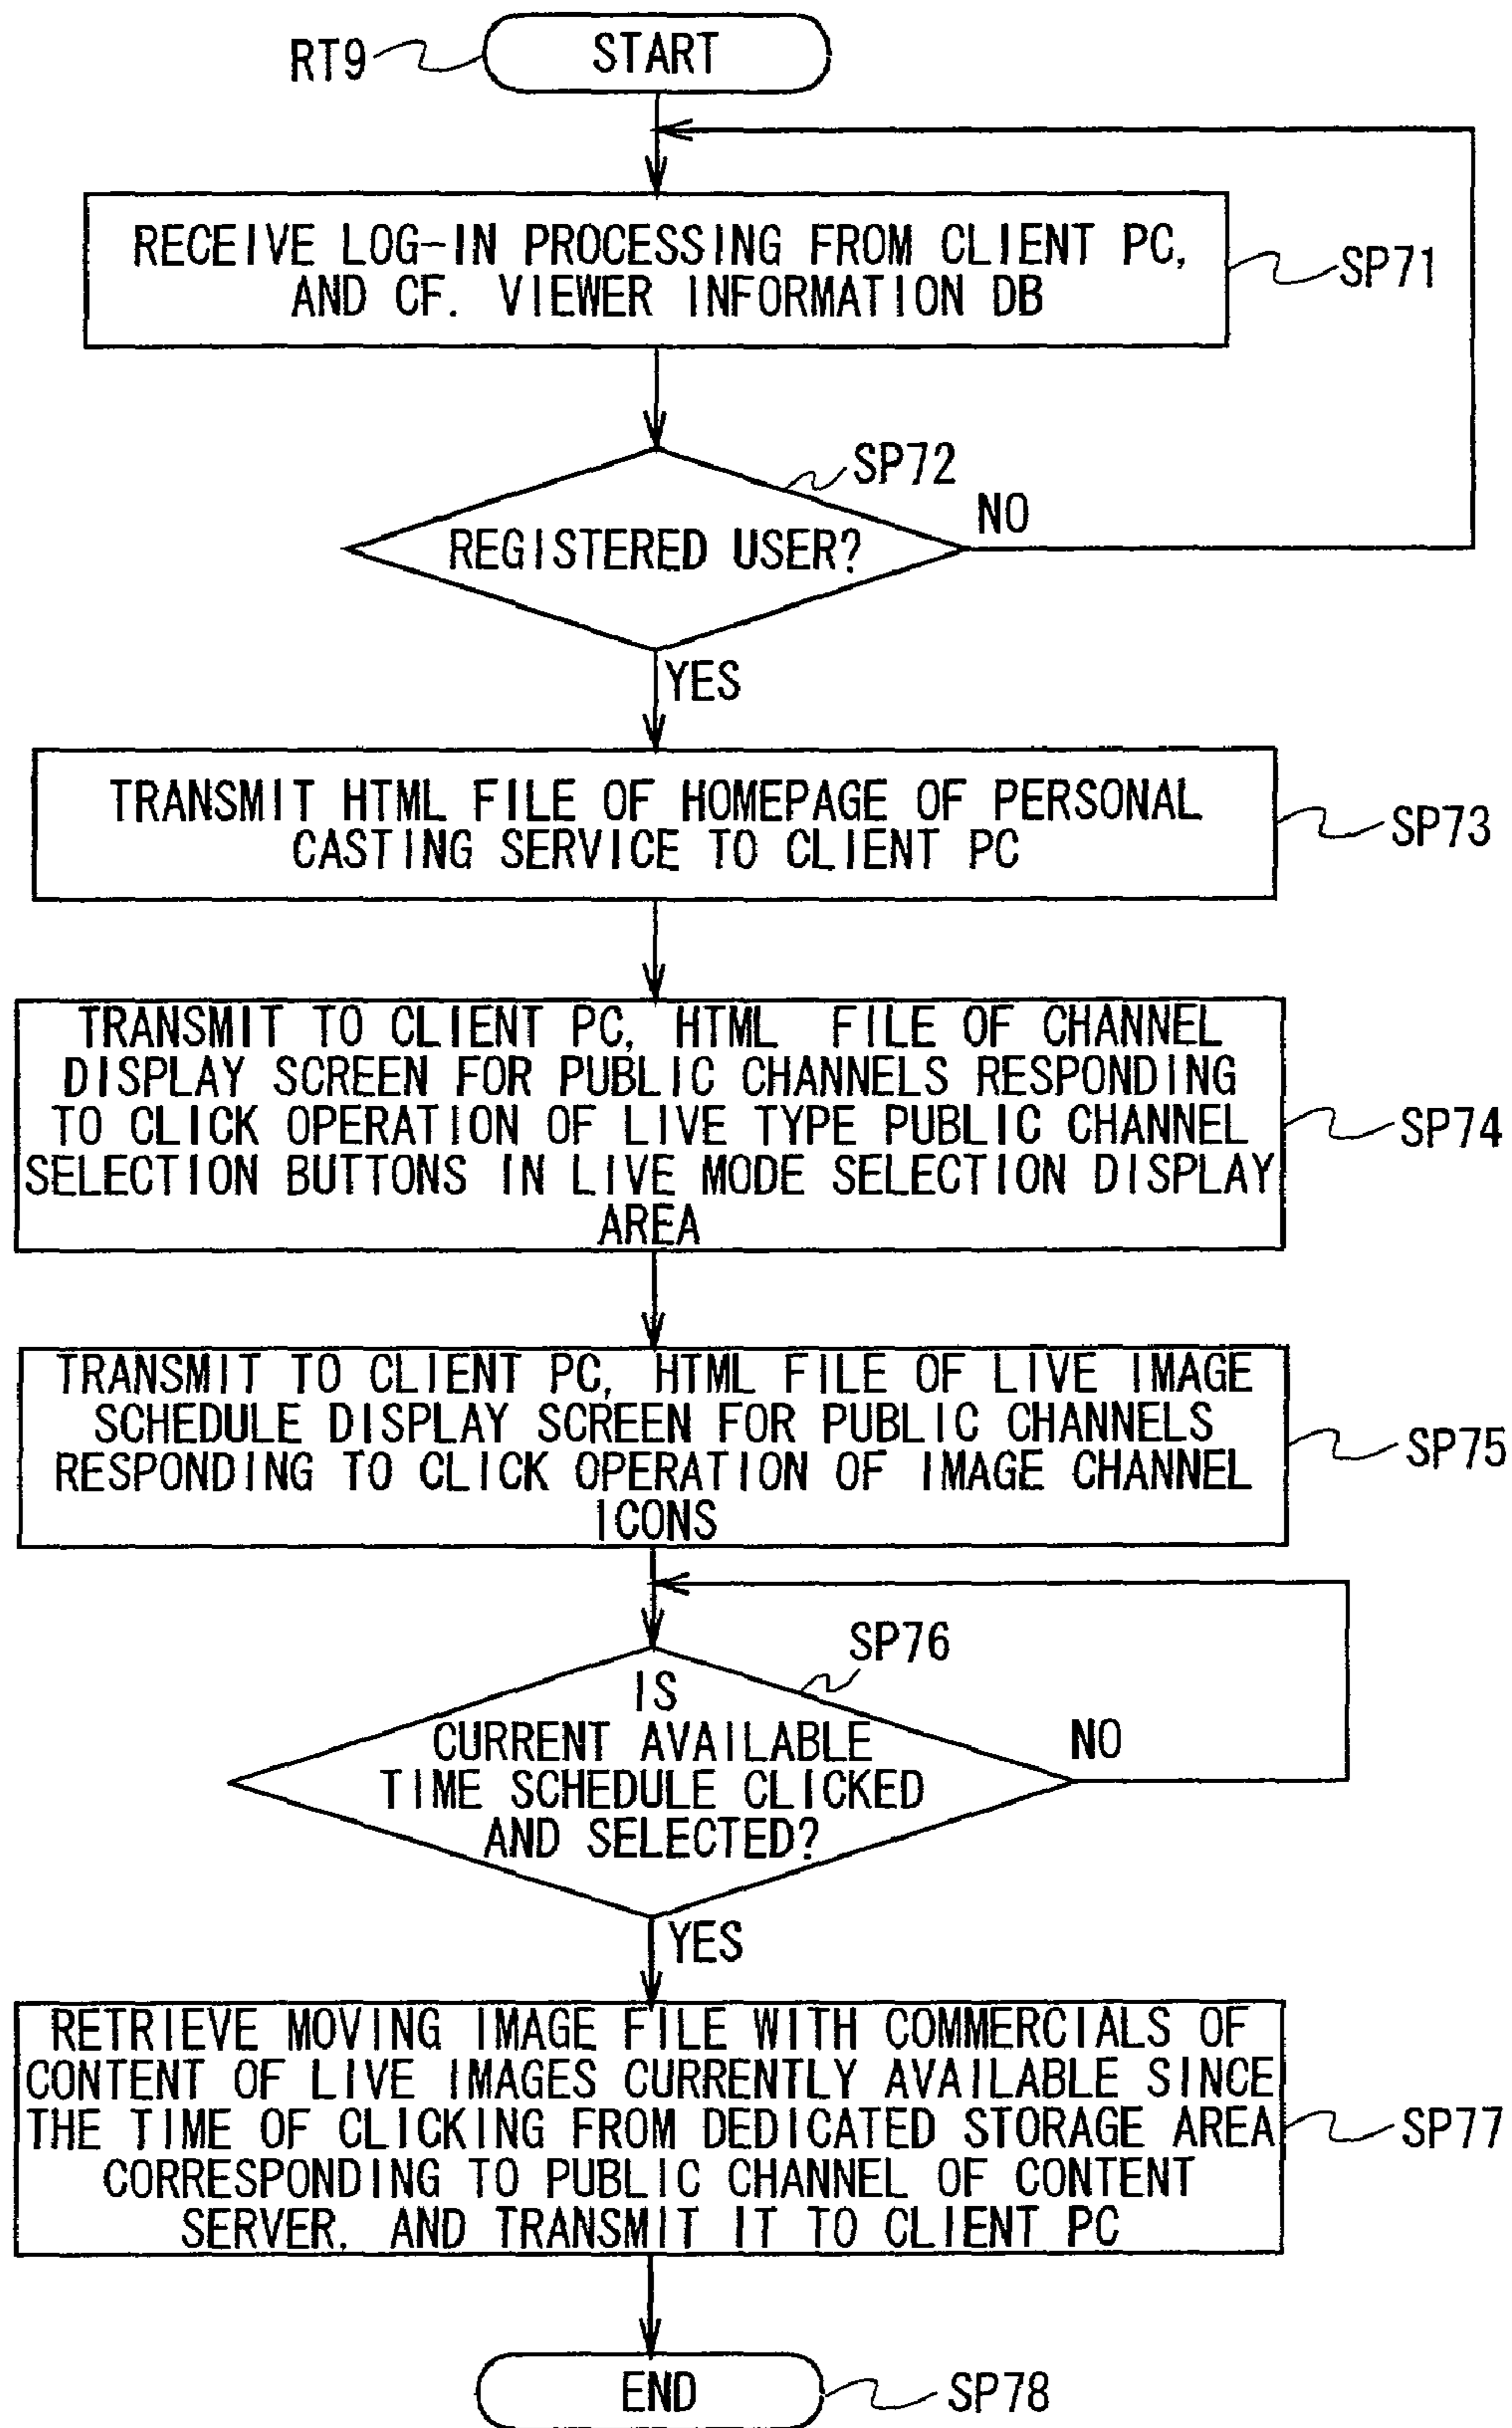 RT9
START
RECEIVE LOG-IN PROCESSING FROM CLIENT PC,
AND CF. VIEWER INFORMATION DB
SP71
SP72
REGISTERED USER?
NO
YES
TRANSMIT HTML FILE OF HOMEPAGE OF PERSONAL
CASTING SERVICE TO CLIENT PC
SP73
TRANSMIT TO CLIENT PC, HTML FILE OF CHANNEL
DISPLAY SCREEN FOR PUBLIC CHANNELS RESPONDING
TO CLICK OPERATION OF LIVE TYPE PUBLIC CHANNEL
SELECTION BUTTONS IN LIVE MODE SELECTION DISPLAY
AREA
SP74
TRANSMIT TO CLIENT PC, HTML FILE OF LIVE IMAGE
SCHEDULE DISPLAY SCREEN FOR PUBLIC CHANNELS
RESPONDING TO CLICK OPERATION OF IMAGE CHANNEL
ICONS
SP75
SP76
IS
CURRENT AVAILABLE
TIME SCHEDULE CLICKED
AND SELECTED?
NO
YES
RETRIEVE MOVING IMAGE FILE WITH COMMERCIALS OF
CONTENT OF LIVE IMAGES CURRENTLY AVAILABLE SINCE
THE TIME OF CLICKING FROM DEDICATED STORAGE AREA
CORRESPONDING TO PUBLIC CHANNEL OF CONTENT
SERVER, AND TRANSMIT IT TO CLIENT PC
SP77
END
SP78